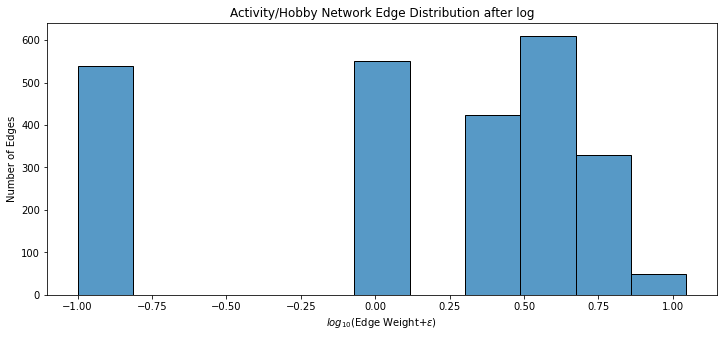 Activity/Hobby Network Edge Distribution after log
600
500
400
300
200
100
0
Number of Edges
−1.00 −0.75 −0.50 −0.25 0.00 0.25 0.50 0.75 1.00
log₁₀(Edge Weight+ε)